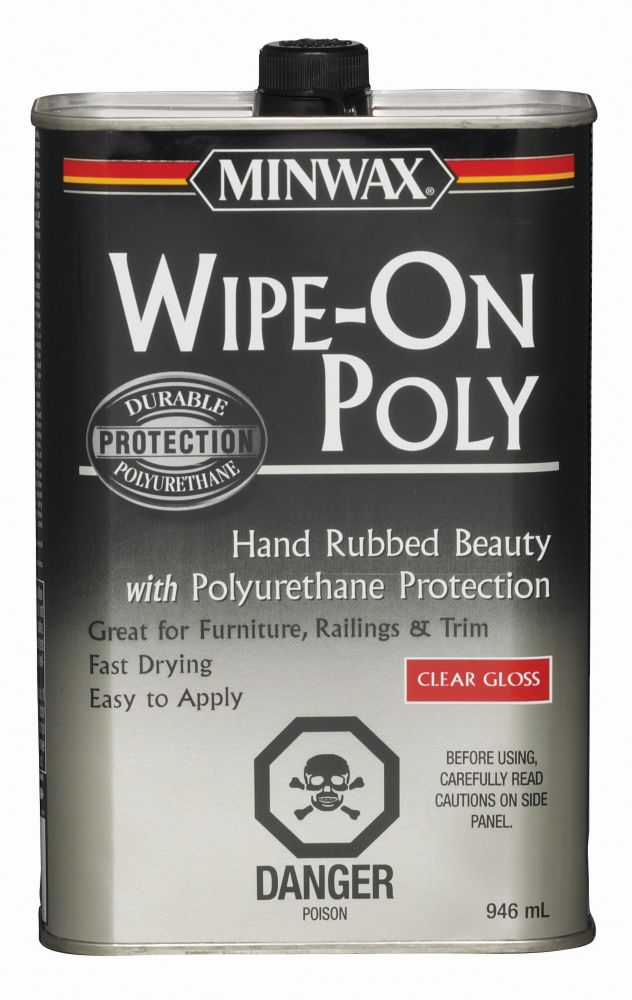 MINWAX®
WIPE-ON
POLY
DURABLE
PROTECTION
POLYURETHANE
Hand Rubbed Beauty
with Polyurethane Protection
Great for Furniture, Railings & Trim
Fast Drying
Easy to Apply
CLEAR GLOSS
BEFORE USING,
CAREFULLY READ
CAUTIONS ON SIDE
PANEL.
DANGER
POISON
946 mL